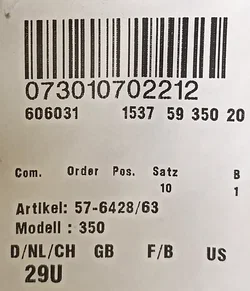 073010702212
606031 1537 59 350 20
Com. Order Pos. Satz B
10 1
Artikel: 57-6428/63
Modell : 350
D/NL/CH GB F/B US
29U